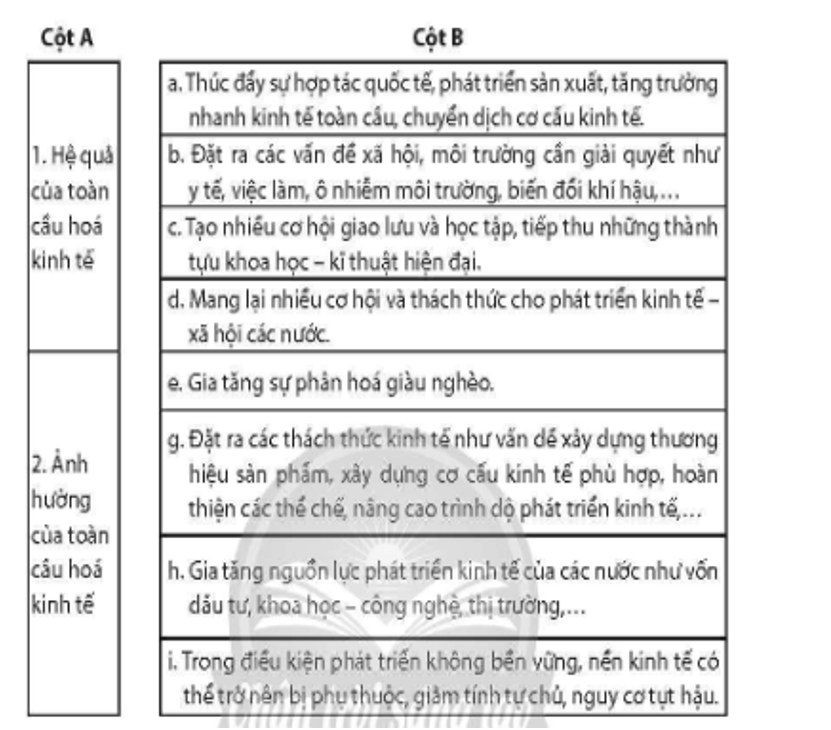 Cột A
Cột B
1. Hệ quả
của toàn
cầu hoá
kinh tế
a. Thúc đẩy sự hợp tác quốc tế, phát triển sản xuất, tăng trưởng
nhanh kinh tế toàn cầu, chuyển dịch cơ cấu kinh tế.
b. Đặt ra các vấn đề xã hội, môi trường cần giải quyết như
y tế, việc làm, ô nhiễm môi trường, biến đổi khí hậu,...
c. Tạo nhiều cơ hội giao lưu và học tập, tiếp thu những thành
tựu khoa học – kĩ thuật hiện đại.
d. Mang lại nhiều cơ hội và thách thức cho phát triển kinh tế –
xã hội các nước.
2. Ảnh
hưởng
của toàn
cầu hoá
kinh tế
e. Gia tăng sự phân hoá giàu nghèo.
g. Đặt ra các thách thức kinh tế như vấn đề xây dựng thương
hiệu sản phẩm, xây dựng cơ cấu kinh tế phù hợp, hoàn
thiện các thể chế, nâng cao trình độ phát triển kinh tế,...
h. Gia tăng nguồn lực phát triển kinh tế của các nước như vốn
đầu tư, khoa học – công nghệ, thị trường,...
i. Trong điều kiện phát triển không bền vững, nền kinh tế có
thể trở nên bị phụ thuộc, giảm tính tự chủ, nguy cơ tụt hậu.